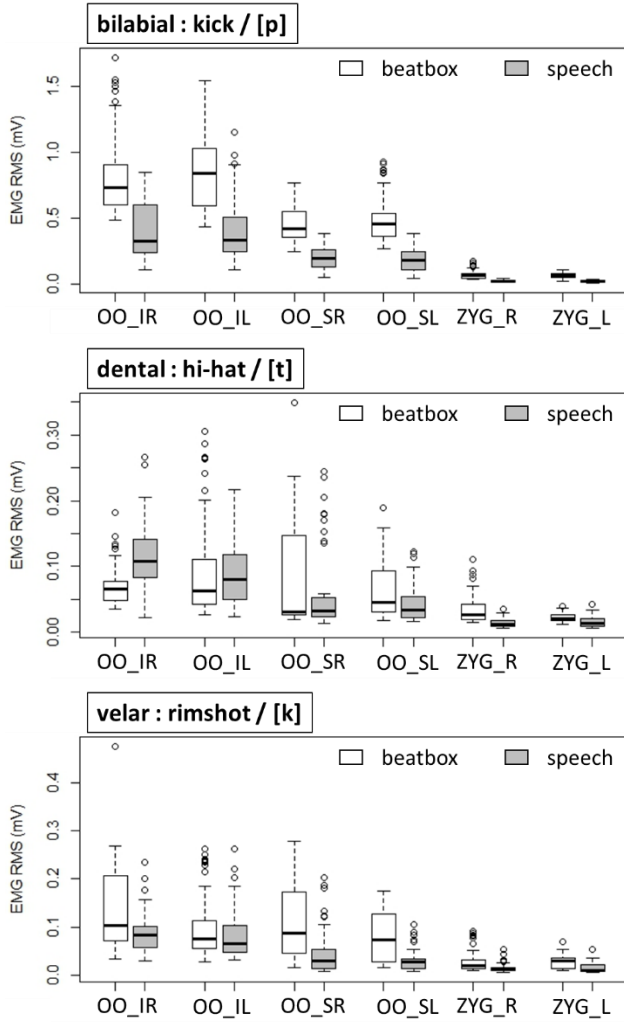 bilabial : kick / [p]
beatbox speech
EMG RMS (mV)
1.5
1.0
0.5
0.0
OO_IR OO_IL OO_SR OO_SL ZYG_R ZYG_L
dental : hi-hat / [t]
beatbox speech
EMG RMS (mV)
0.30
0.20
0.10
0.00
OO_IR OO_IL OO_SR OO_SL ZYG_R ZYG_L
velar : rimshot / [k]
beatbox speech
EMG RMS (mV)
0.4
0.3
0.2
0.1
0.0
OO_IR OO_IL OO_SR OO_SL ZYG_R ZYG_L